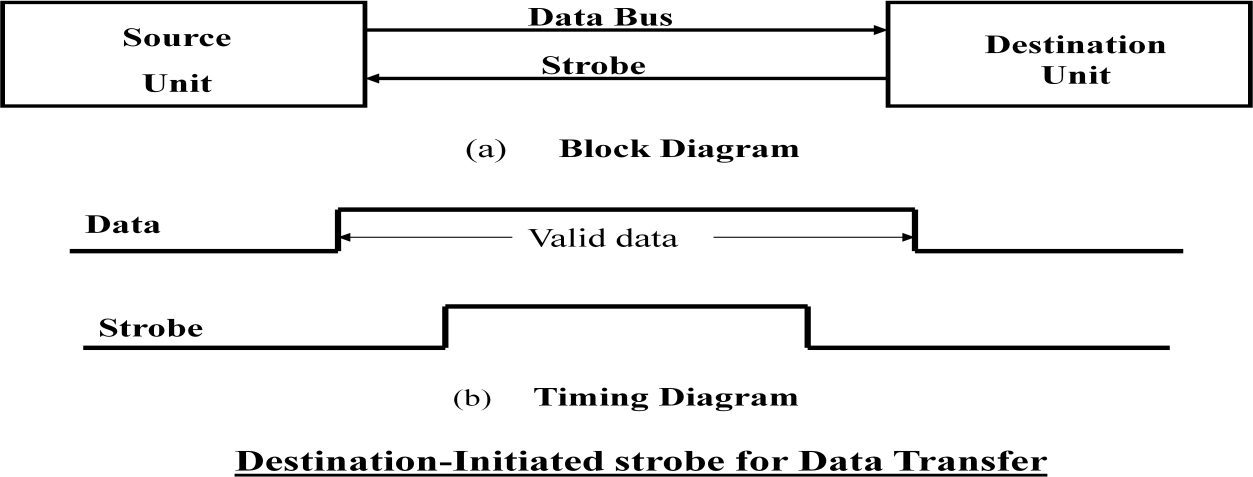 Data Bus
Source
Unit
Destination
Unit
Strobe
(a) Block Diagram
Data
Valid data
Strobe
(b) Timing Diagram
Destination-Initiated strobe for Data Transfer